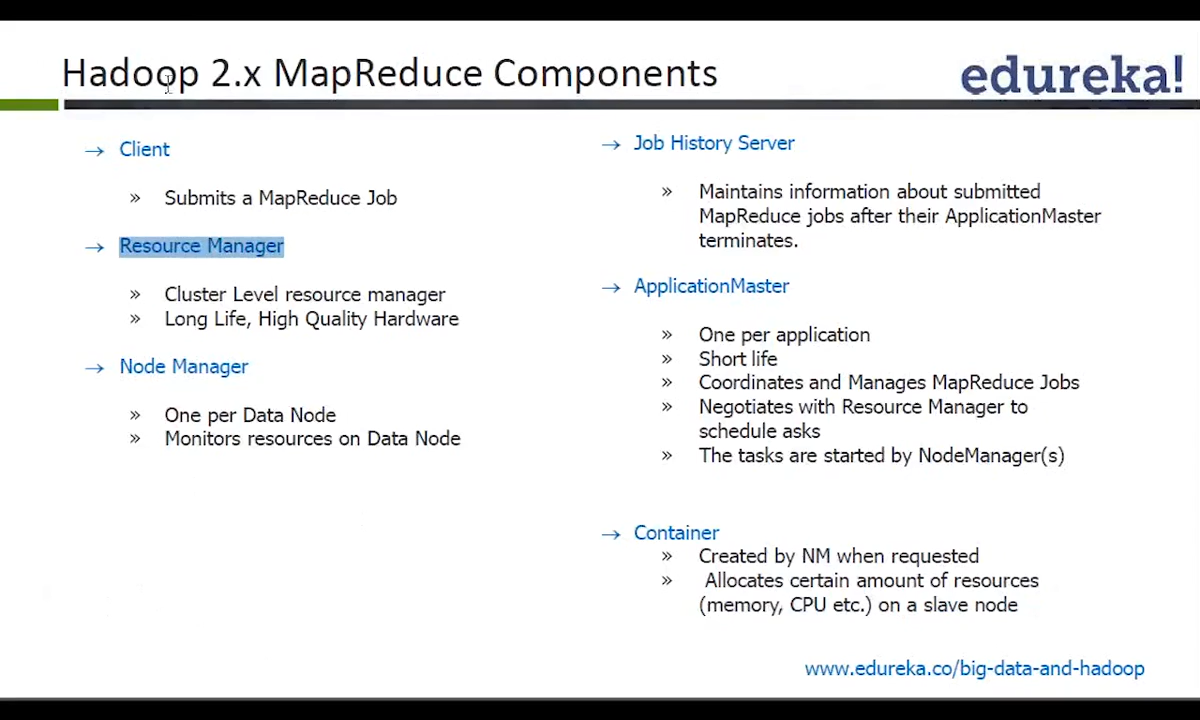 Hadoop 2.x MapReduce Components
edureka!
→ Client
» Submits a MapReduce Job
→ Resource Manager
» Cluster Level resource manager
» Long Life, High Quality Hardware
→ Node Manager
» One per Data Node
» Monitors resources on Data Node
→ Job History Server
» Maintains information about submitted
MapReduce jobs after their ApplicationMaster
terminates.
→ ApplicationMaster
» One per application
» Short life
» Coordinates and Manages MapReduce Jobs
» Negotiates with Resource Manager to
schedule asks
» The tasks are started by NodeManager(s)
→ Container
» Created by NM when requested
» Allocates certain amount of resources
(memory, CPU etc.) on a slave node
www.edureka.co/big-data-and-hadoop